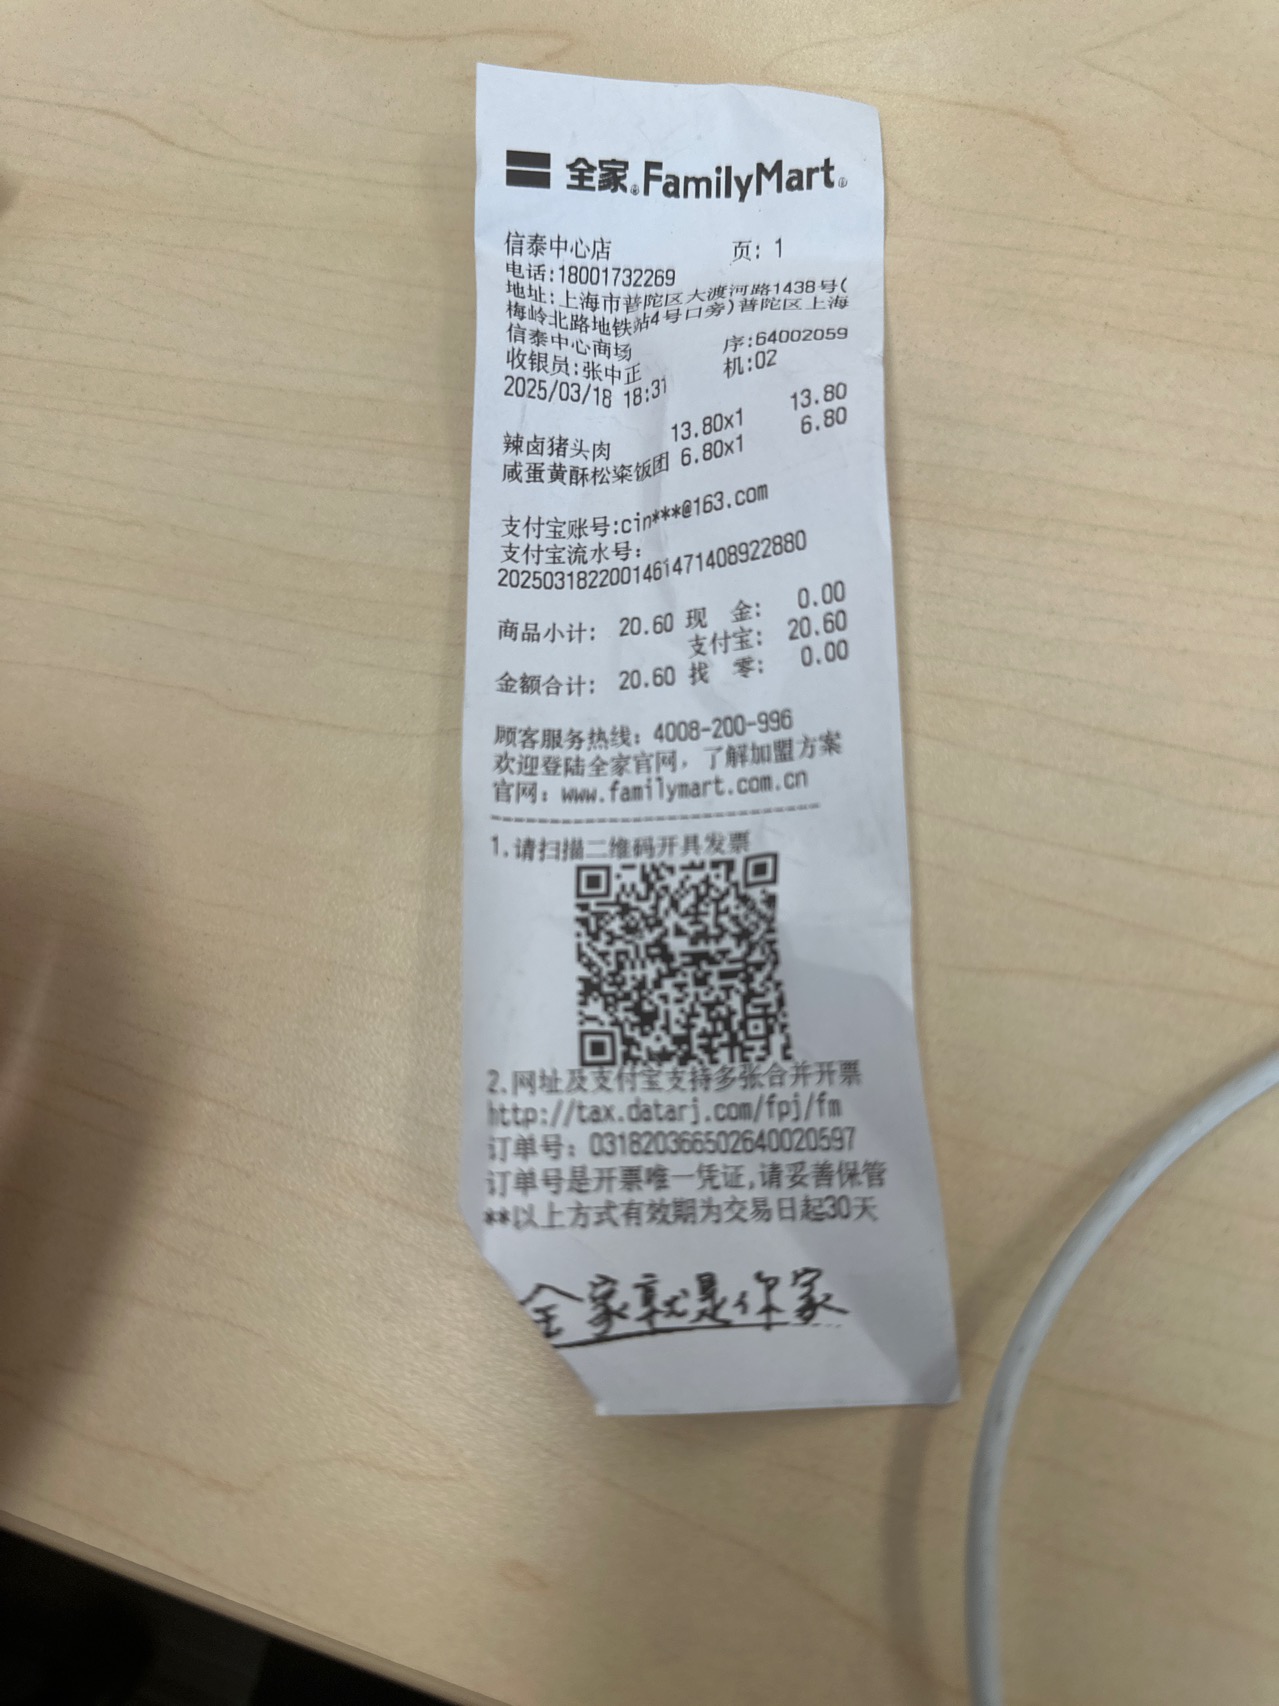 全家 FamilyMart
信泰中心店 页: 1
电话:18001732269
地址:上海市普陀区大渡河路1438号(
梅岭北路地铁站4号口旁)普陀区上海
信泰中心商场 序:64002059
收银员:张中正 机:02
2025/03/18 18:31
辣卤猪头肉 13.80x1 13.80
咸蛋黄酥松粢饭团 6.80x1 6.80
支付宝账号:cin***@163.com
支付宝流水号:
2025031822001461471408922880
商品小计: 20.60 现 金: 0.00
支付宝: 20.60
金额合计: 20.60 找 零: 0.00
顾客服务热线: 4008-200-996
欢迎登陆全家官网，了解加盟方案
官网: www.familymart.com.cn
1.请扫描二维码开具发票
2.网址及支付宝支持多张合并开票
http://tax.datarj.com/fpj/fm
订单号: 03182036650264002059​7
订单号是开票唯一凭证,请妥善保管
**以上方式有效期为交易日起30天
全家就是你家